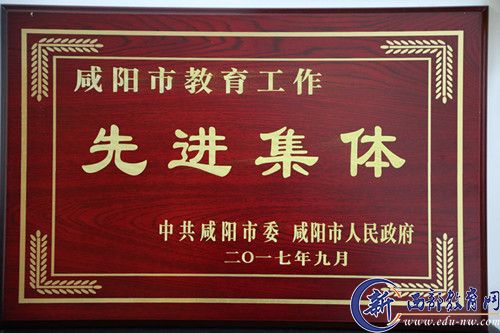 咸阳市教育工作
先进集体
中共咸阳市委 咸阳市人民政府
二〇一七年九月
新 西部教育网
www.edu-nw.com